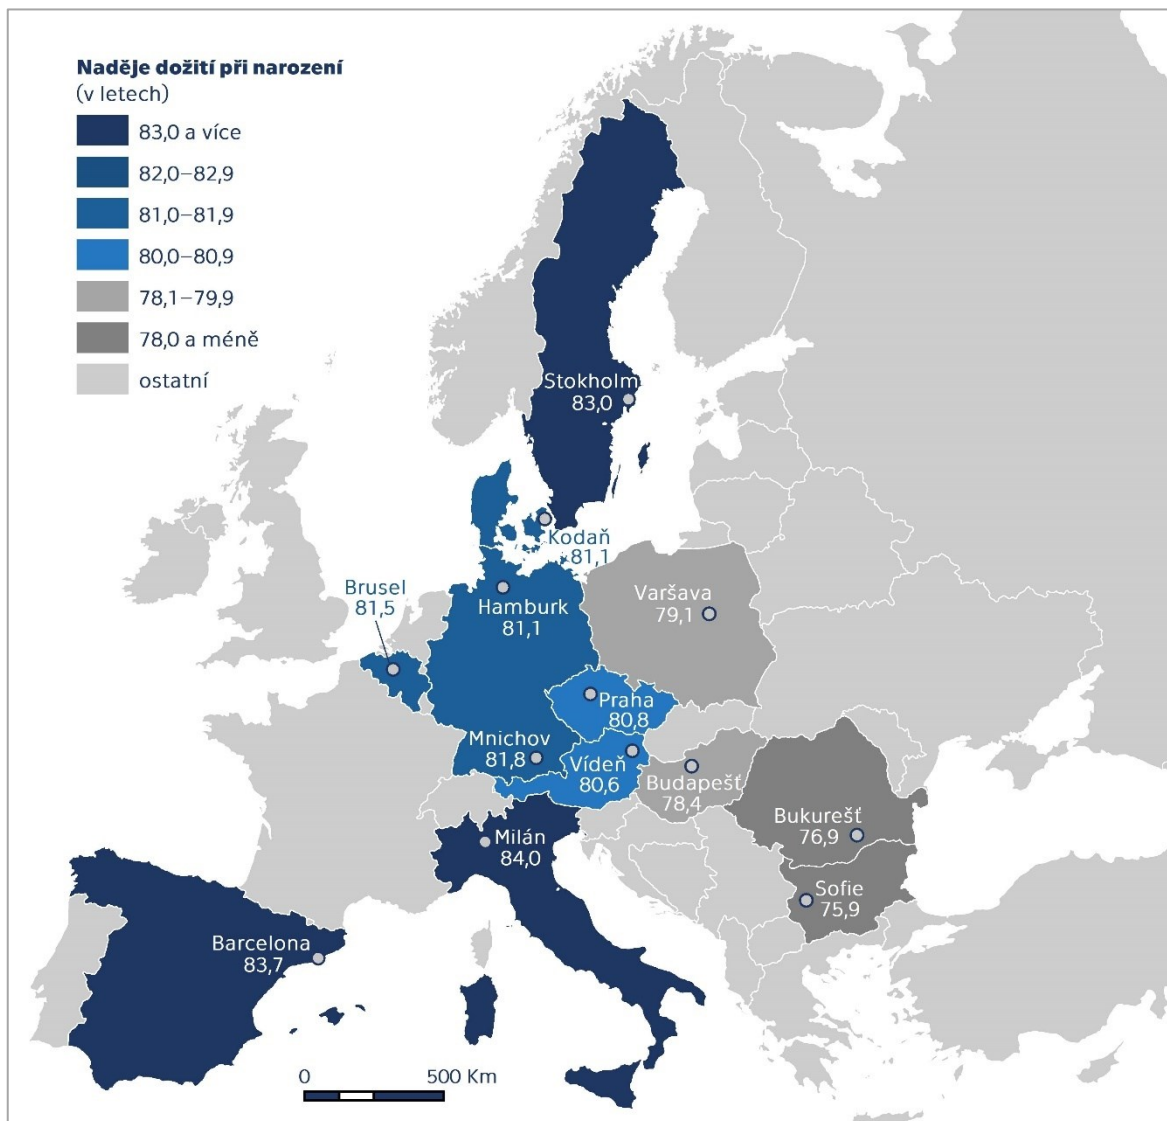 Naděje dožití při narození
(v letech)
83,0 a více
82,0–82,9
81,0–81,9
80,0–80,9
78,1–79,9
78,0 a méně
ostatní
Stokholm
83,0
Kodaň
81,1
Brusel
81,5
Hamburk
81,1
Varšava
79,1
Praha
80,8
Mnichov
81,8
Vídeň
80,6
Budapešť
78,4
Bukurešť
76,9
Milán
84,0
Sofie
75,9
Barcelona
83,7
0 500 Km